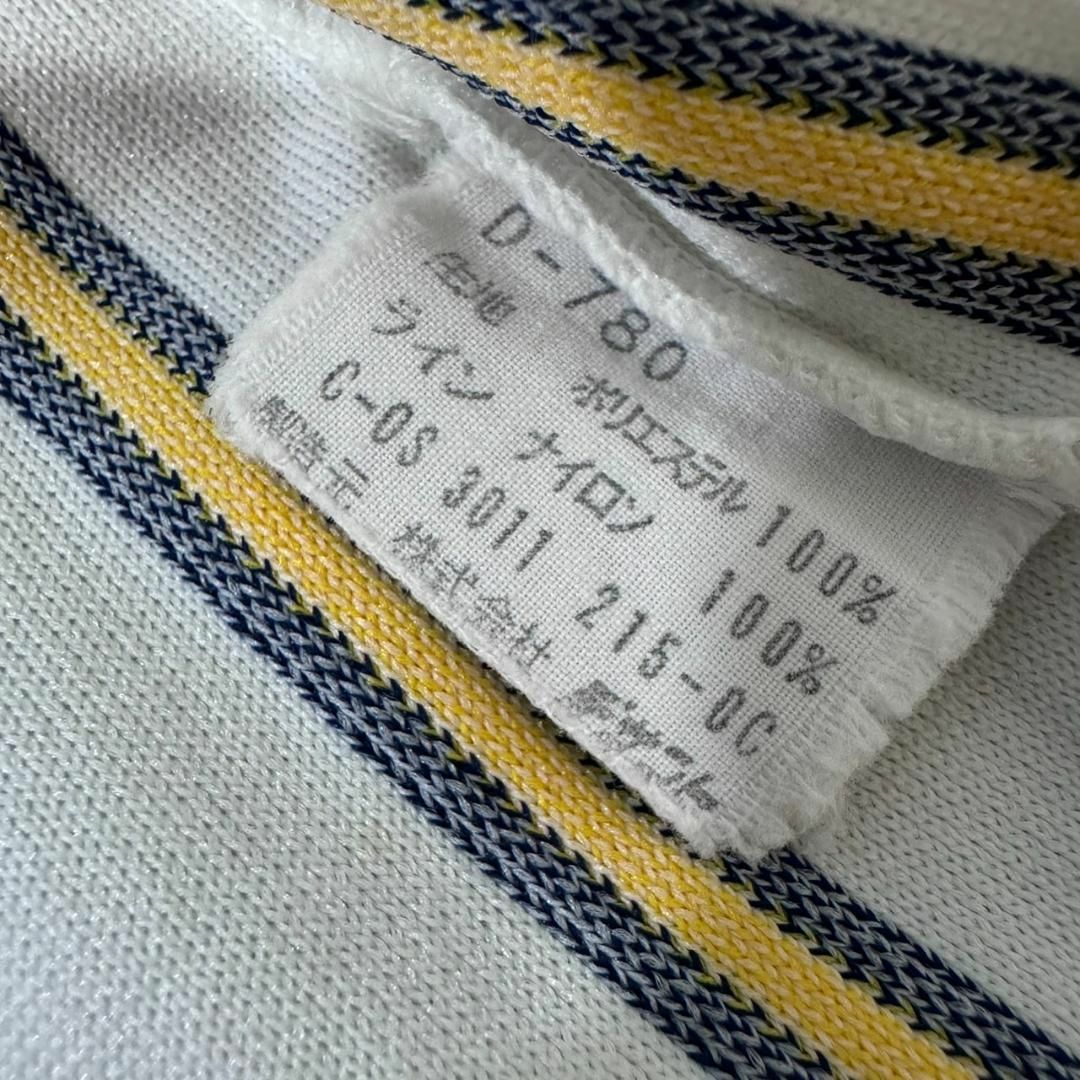 D-780
生地 ポリエステル 100%
ライン ナイロン 100%
C-OS 3011 215-0C
製造元 株式会社 デサント